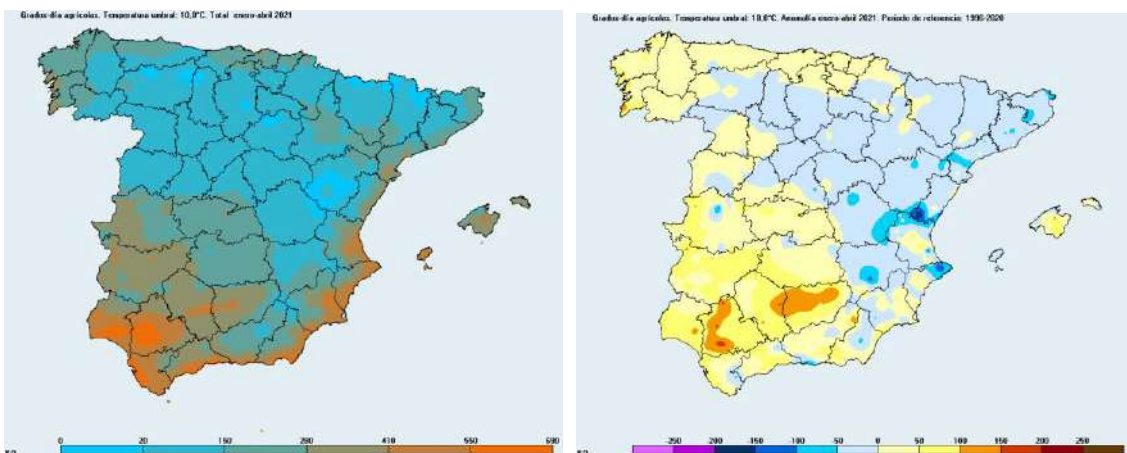 Grados-día agrícolas. Temperatura umbral: 10,0°C. Total enero-abril 2021
0 20 150 280 410 550 690
Grados-día agrícolas. Temperatura umbral: 10,0°C. Anomalía enero-abril 2021. Periodo de referencia: 1996-2020
-250 -200 -150 -100 -50 0 50 100 150 200 250